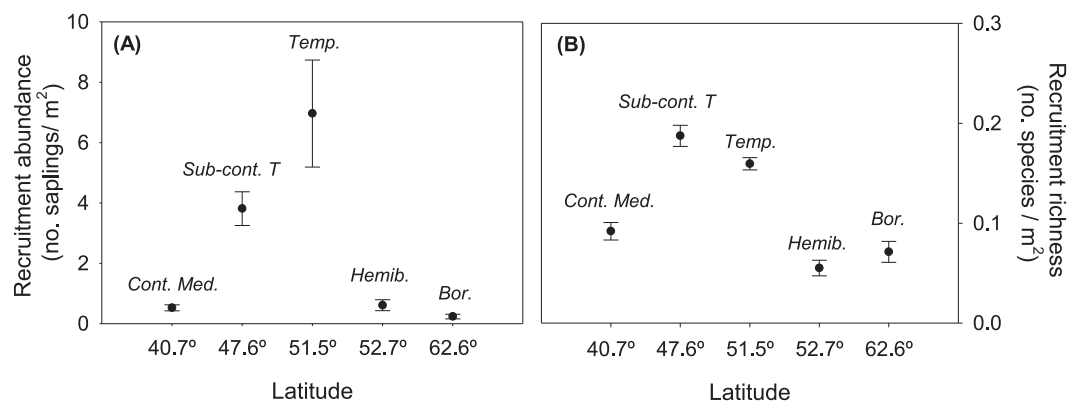 (A)
Recruitment abundance
(no. saplings/ m²)
10
8
6
4
2
0
Cont. Med.
Sub-cont. T
Temp.
Hemib.
Bor.
40.7º
47.6º
51.5º
52.7º
62.6º
Latitude
(B)
Cont. Med.
Sub-cont. T
Temp.
Hemib.
Bor.
40.7º
47.6º
51.5º
52.7º
62.6º
Latitude
0.3
0.2
0.1
0.0
Recruitment richness
(no. species / m²)